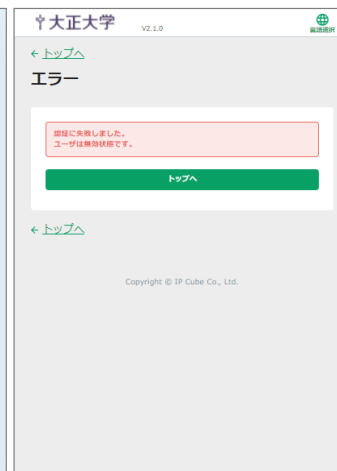 大正大学
V2.1.0
言語選択
← トップへ
エラー
認証に失敗しました。
ユーザは無効状態です。
トップへ
← トップへ
Copyright © IP Cube Co., Ltd.